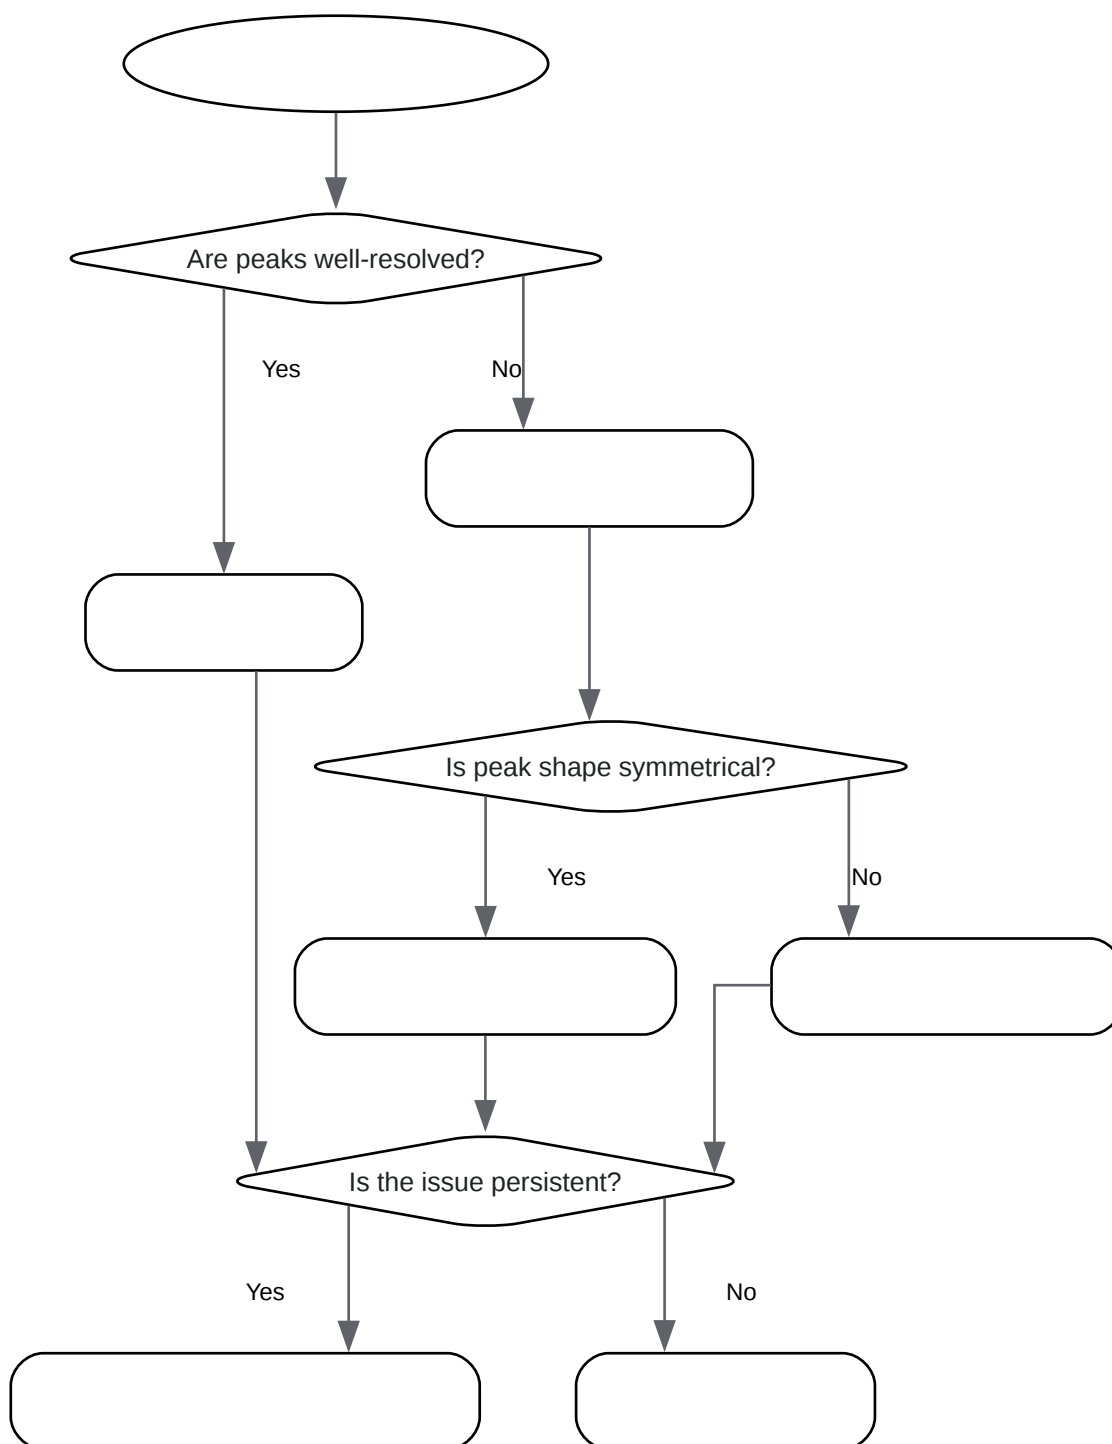 Are peaks well-resolved?
Yes
No
Is peak shape symmetrical?
Yes
No
Is the issue persistent?
Yes
No